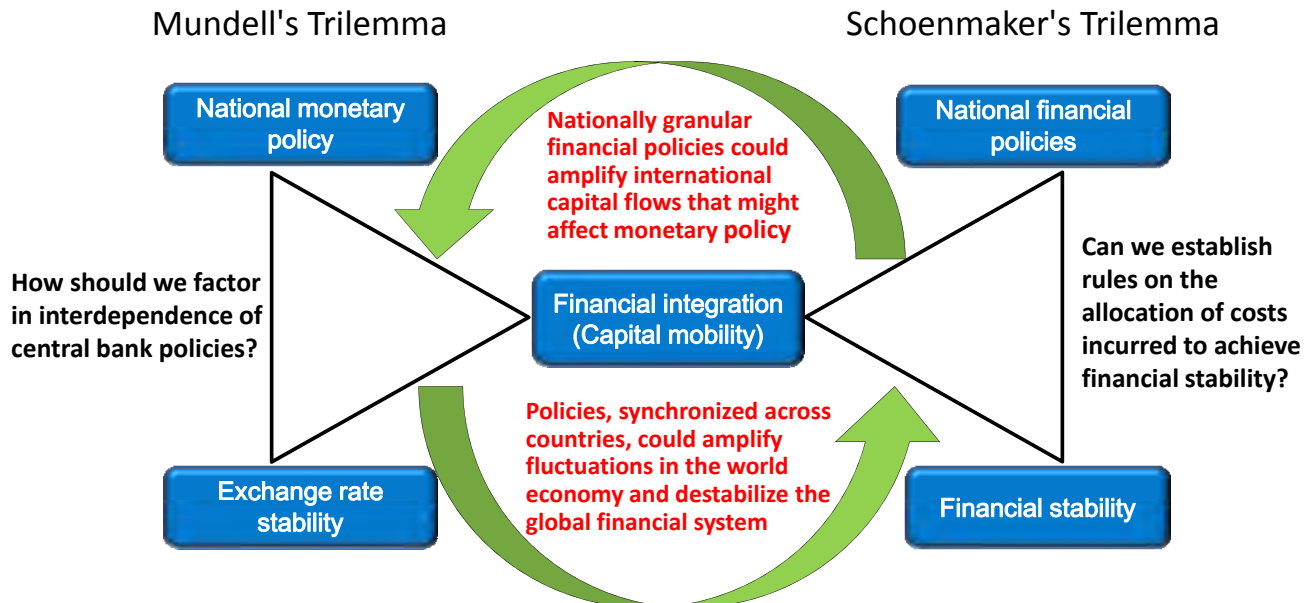 Mundell's Trilemma
Schoenmaker's Trilemma
National monetary
policy
National financial
policies
Nationally granular
financial policies could
amplify international
capital flows that might
affect monetary policy
How should we factor
in interdependence of
central bank policies?
Financial integration
(Capital mobility)
Can we establish
rules on the
allocation of costs
incurred to achieve
financial stability?
Policies, synchronized across
countries, could amplify
fluctuations in the world
economy and destabilize the
global financial system
Exchange rate
stability
Financial stability